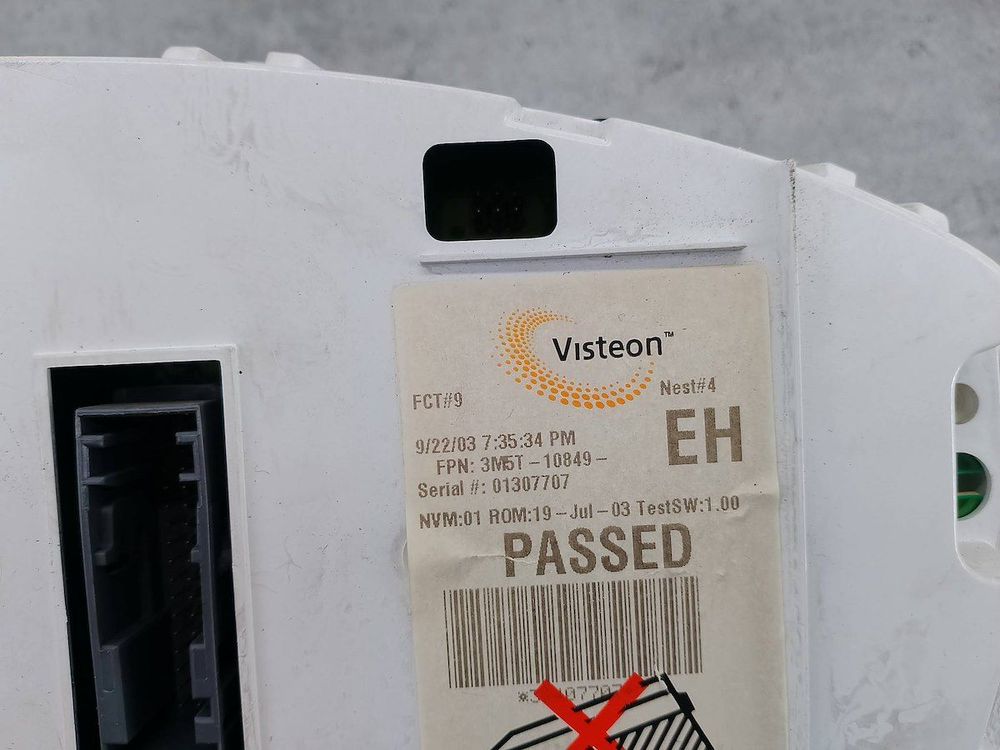 Visteon™
FCT#9 Nest#4
9/22/03 7:35:34 PM EH
FPN: 3M5T-10849-
Serial #: 01307707
NVM:01 ROM:19-Jul-03 TestSW:1.00
PASSED